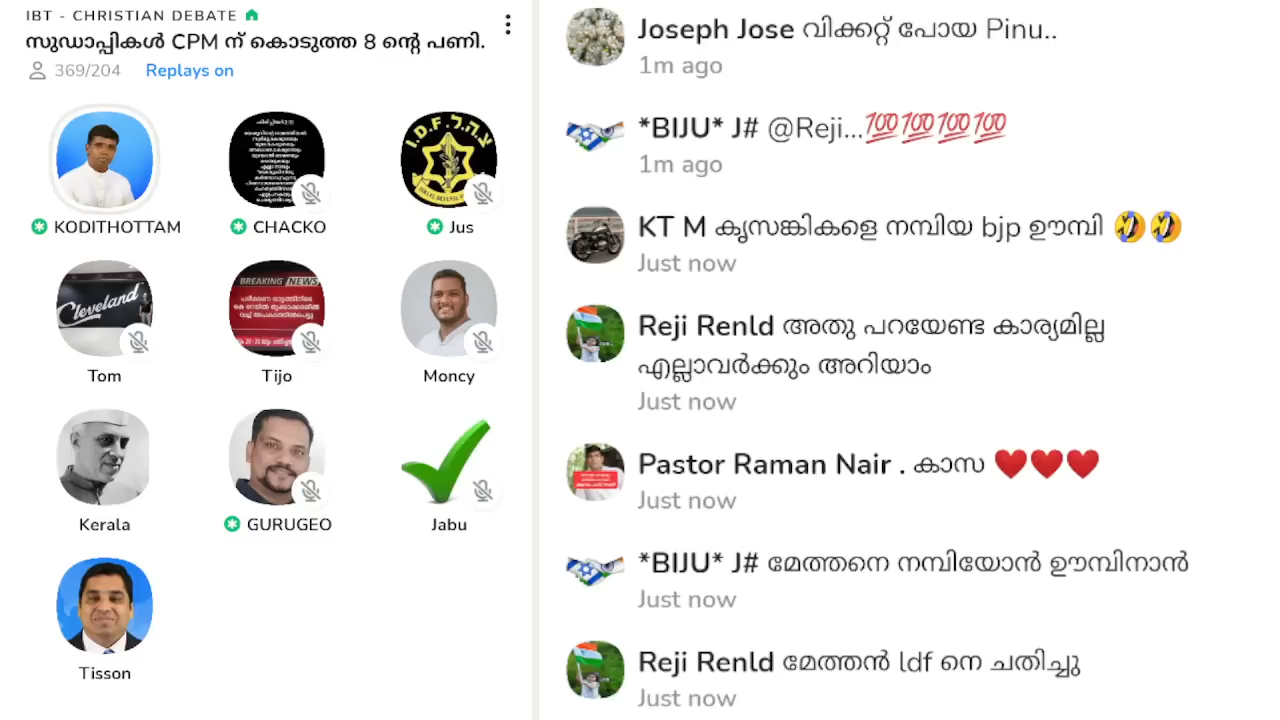 IBT - CHRISTIAN DEBATE
സുഡാപ്പികൾ CPM ന് കൊടുത്ത 8 ന്റെ പണി.
369/204 Replays on
I.D.F. צ.ה.ל.
KODITHOTTAM CHACKO Jus
Cleveland
BREAKING NEWS
Tom Tijo Moncy
Kerala GURUGEO Jabu
Tisson
Joseph Jose വിക്കറ്റ് പോയ Pinu..
1m ago
*BIJU* J# @Reji...💯💯💯💯
1m ago
KT M കൃസങ്കികളെ നമ്പിയ bjp ഊമ്പി 🤣🤣
Just now
Reji Renld അതു പറയേണ്ട കാര്യമില്ല
എല്ലാവർക്കും അറിയാം
Just now
Pastor Raman Nair . കാസ ❤️❤️❤️
Just now
*BIJU* J# മേത്തനെ നമ്പിയോൻ ഊമ്പിനാൻ
Just now
Reji Renld മേത്തൻ ldf നെ ചതിച്ചു
Just now